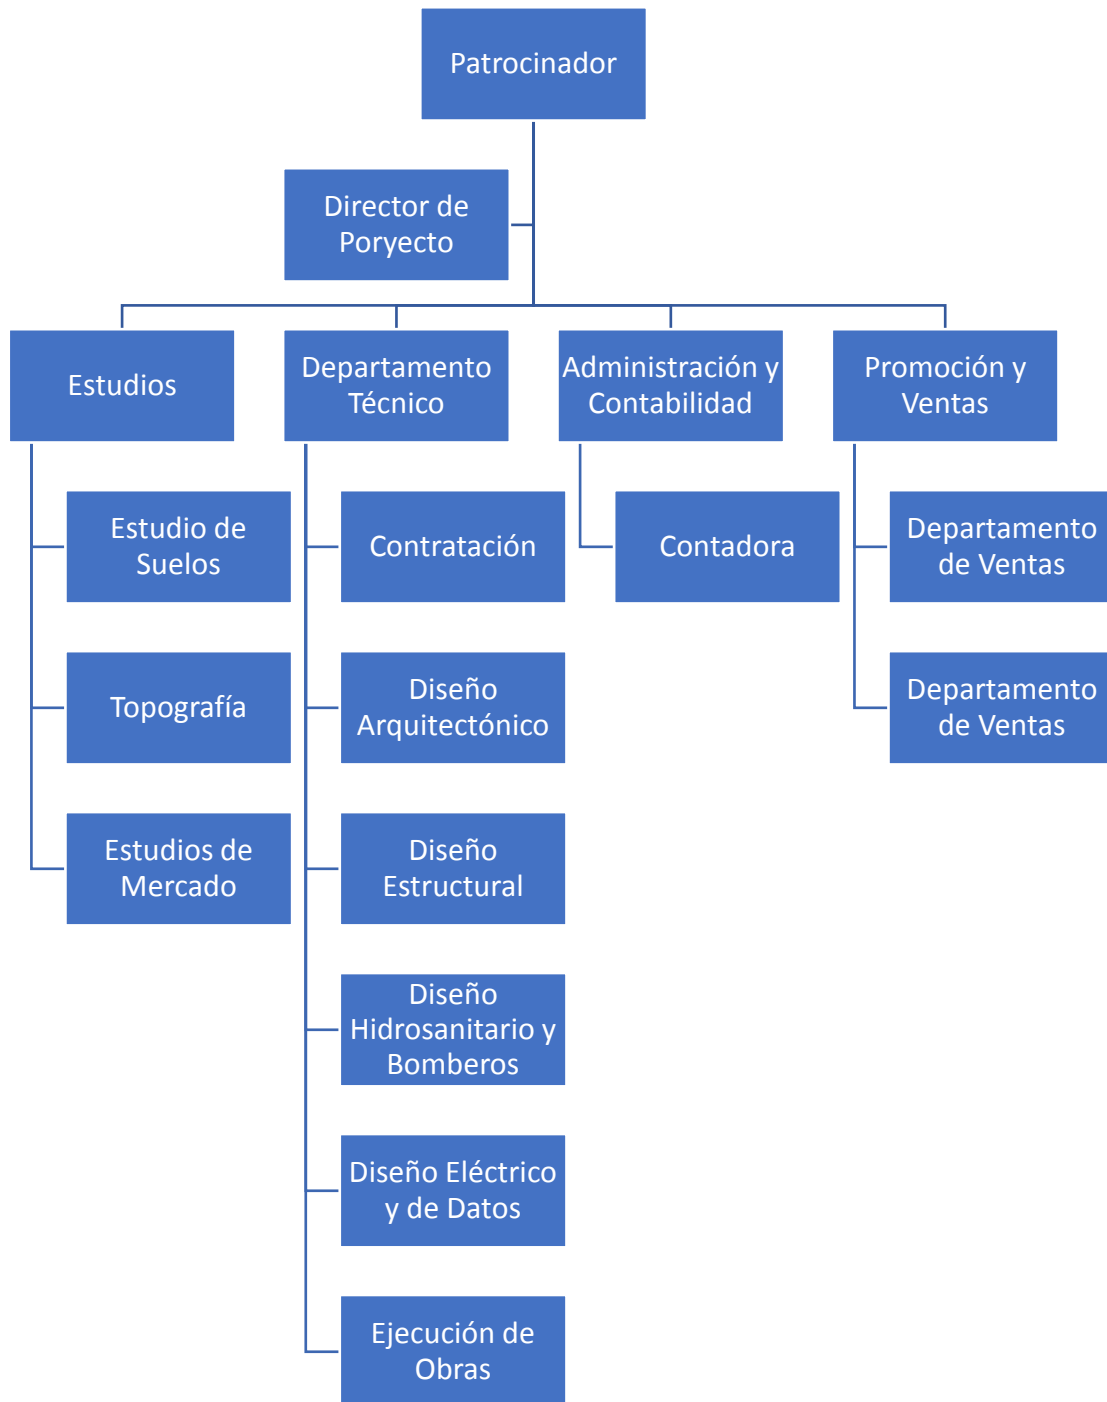 Patrocinador
Director de
Poryecto
Estudios
Departamento
Técnico
Administración y
Contabilidad
Promoción y
Ventas
Estudio de
Suelos
Contratación
Contadora
Departamento
de Ventas
Topografía
Diseño
Arquitectónico
Departamento
de Ventas
Estudios de
Mercado
Diseño
Estructural
Diseño
Hidrosanitario y
Bomberos
Diseño Eléctrico
y de Datos
Ejecución de
Obras